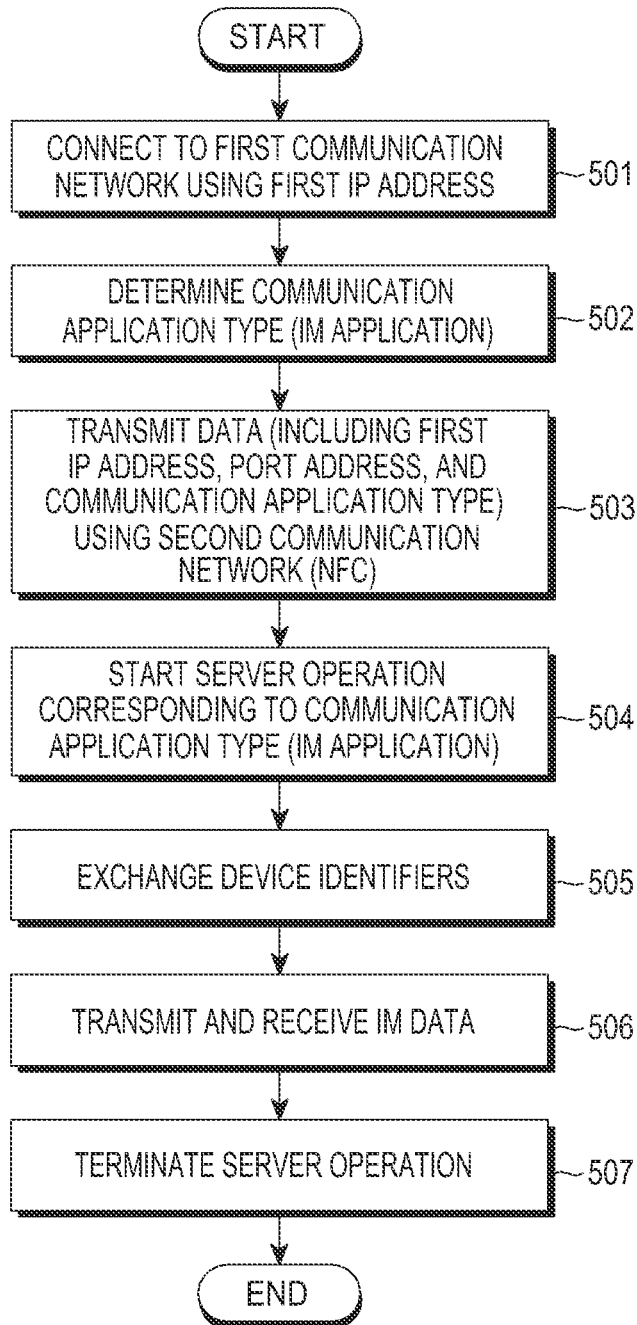 START
CONNECT TO FIRST COMMUNICATION
NETWORK USING FIRST IP ADDRESS
501
DETERMINE COMMUNICATION
APPLICATION TYPE (IM APPLICATION)
502
TRANSMIT DATA (INCLUDING FIRST
IP ADDRESS, PORT ADDRESS, AND
COMMUNICATION APPLICATION TYPE)
USING SECOND COMMUNICATION
NETWORK (NFC)
503
START SERVER OPERATION
CORRESPONDING TO COMMUNICATION
APPLICATION TYPE (IM APPLICATION)
504
EXCHANGE DEVICE IDENTIFIERS
505
TRANSMIT AND RECEIVE IM DATA
506
TERMINATE SERVER OPERATION
507
END